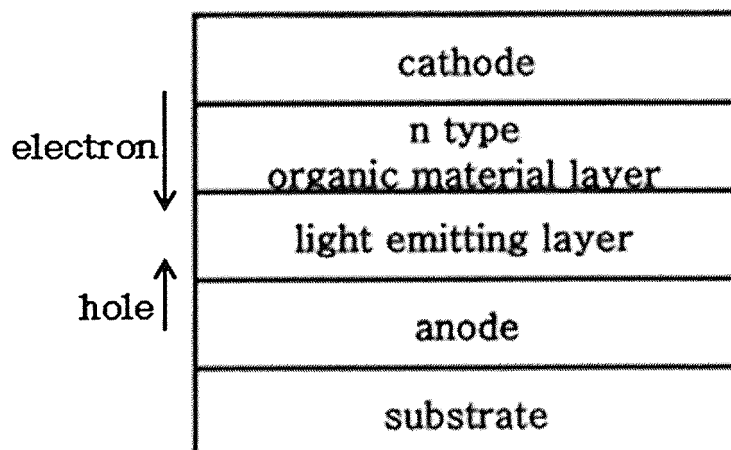 cathode
electron
n type
organic material layer
light emitting layer
hole
anode
substrate